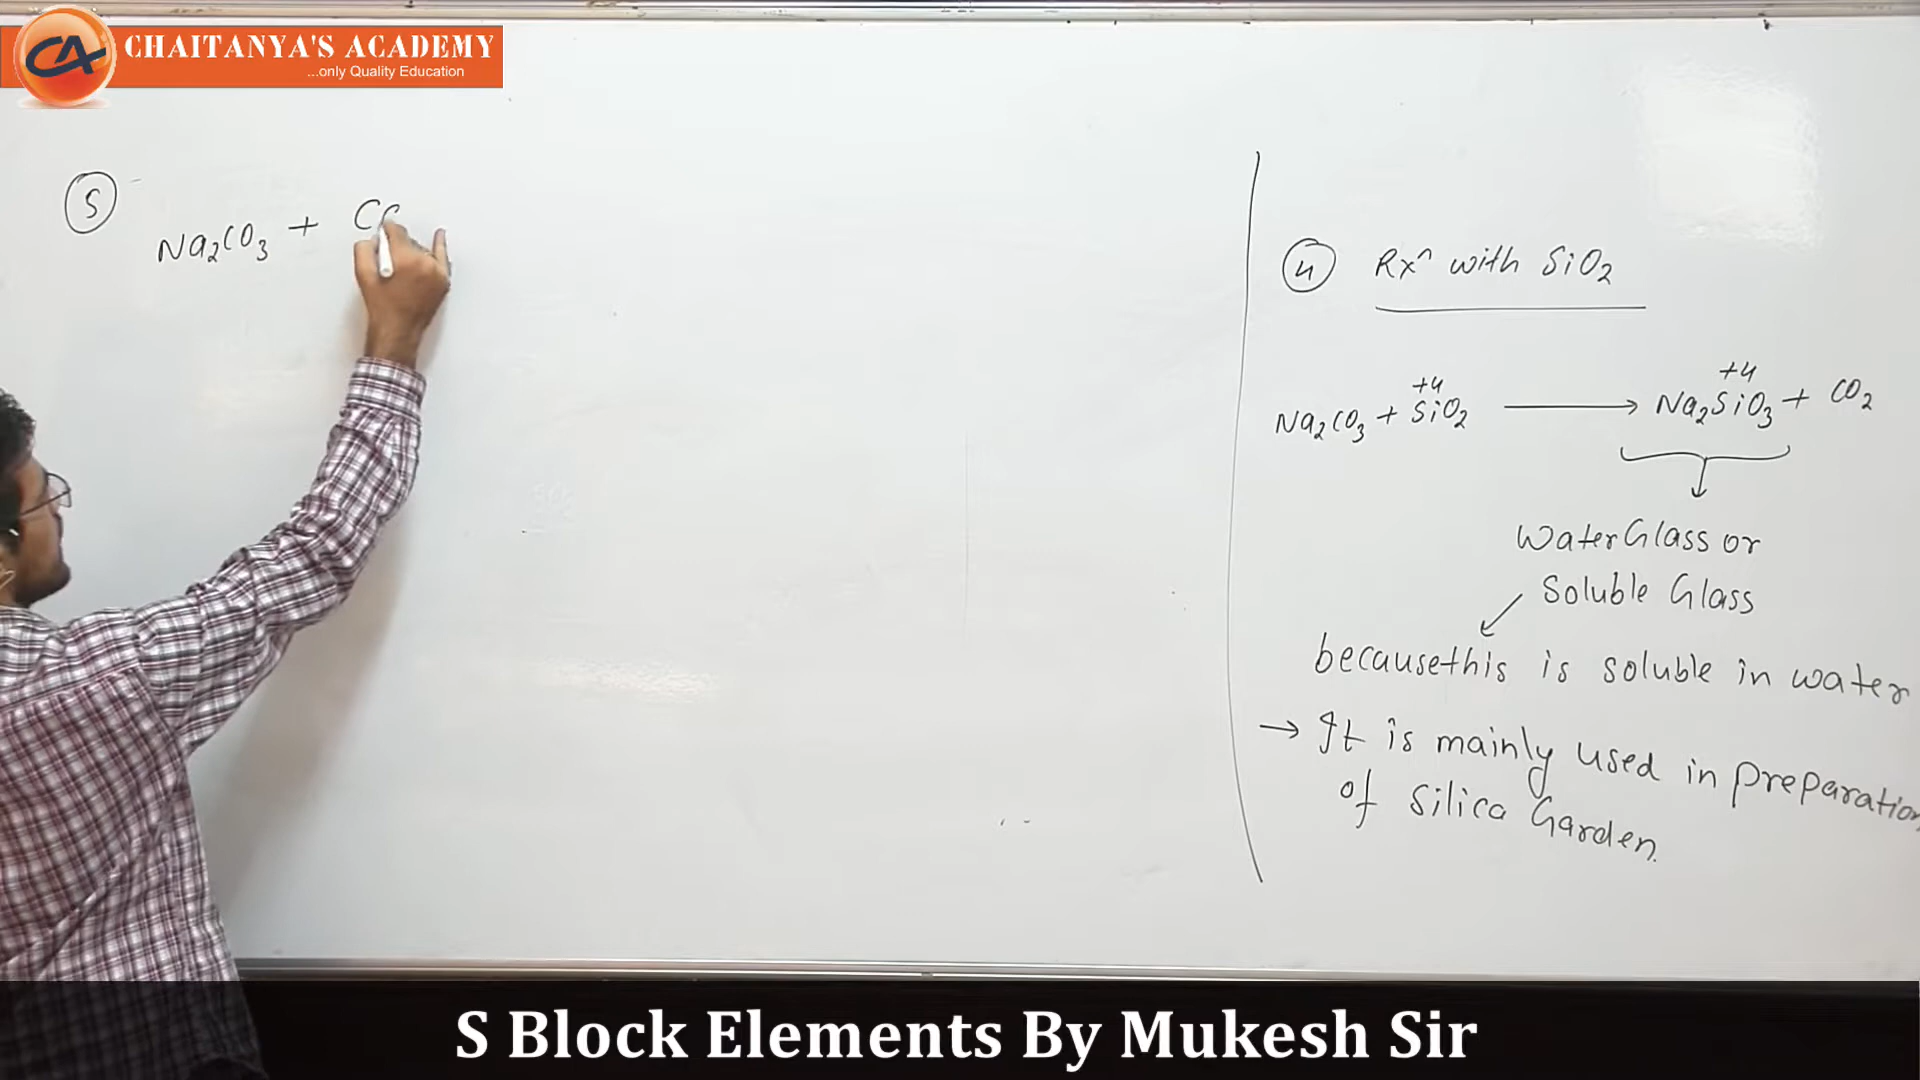 CHAITANYA'S ACADEMY
...only Quality Education
CA
5
Na₂CO₃ +
4 Rxⁿ with SiO₂
+4 +4
Na₂CO₃ + SiO₂ → Na₂SiO₃ + CO₂
↓
Water Glass or
Soluble Glass
because this is soluble in water
→ It is mainly used in preparation
of Silica Garden.
S Block Elements By Mukesh Sir